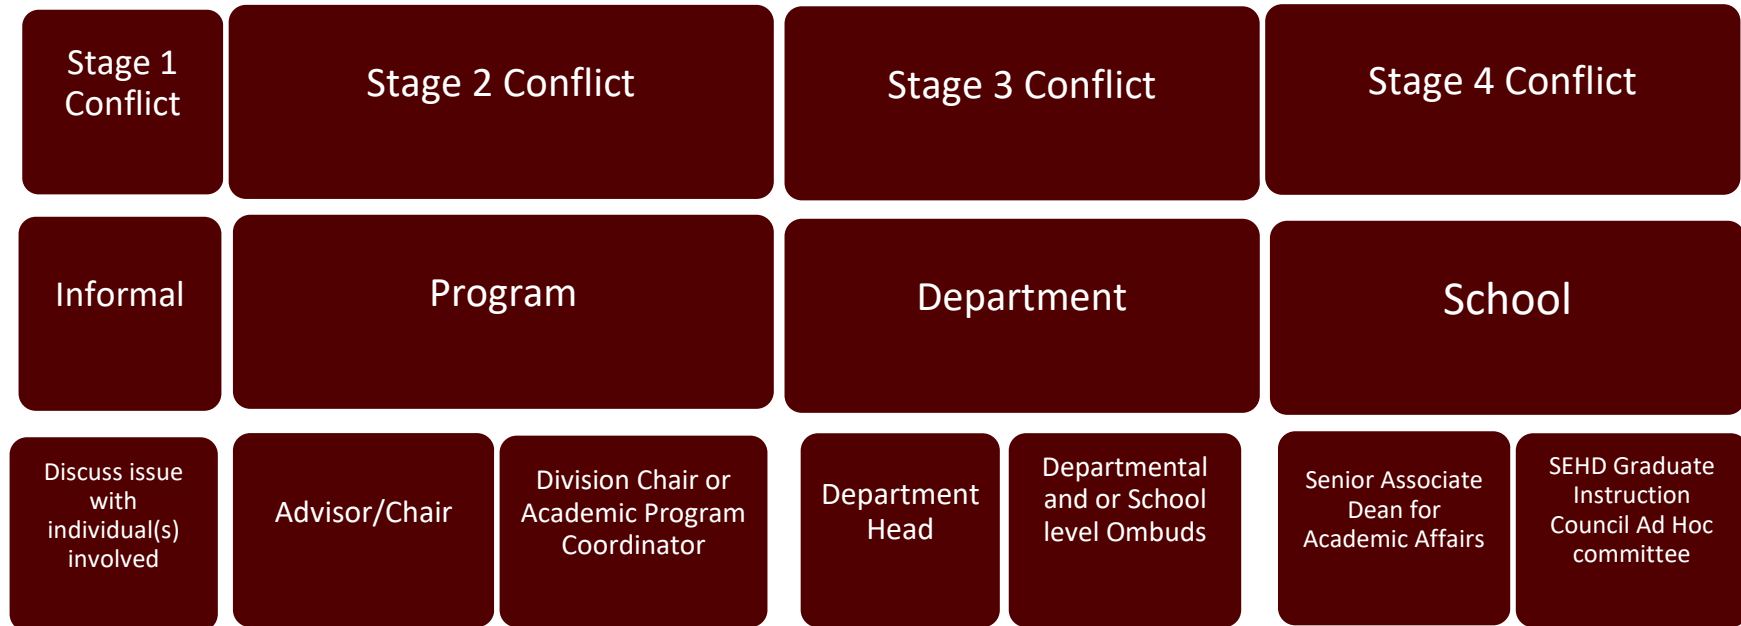 Stage 1
Conflict
Stage 2 Conflict
Stage 3 Conflict
Stage 4 Conflict
Informal
Program
Department
School
Discuss issue
with
individual(s)
involved
Advisor/Chair
Division Chair or
Academic Program
Coordinator
Department
Head
Departmental
and or School
level Ombuds
Senior Associate
Dean for
Academic Affairs
SEHD Graduate
Instruction
Council Ad Hoc
committee